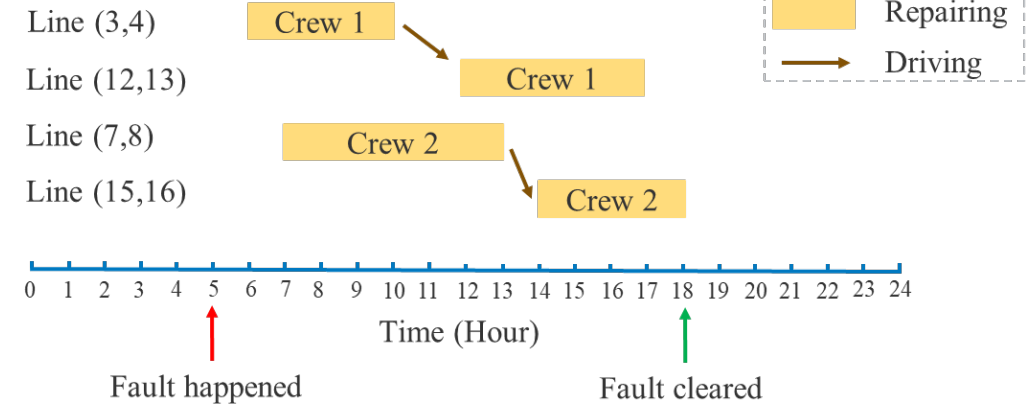 Line (3,4)
Crew 1
Repairing
Driving
Line (12,13)
Crew 1
Line (7,8)
Crew 2
Line (15,16)
Crew 2
0 1 2 3 4 5 6 7 8 9 10 11 12 13 14 15 16 17 18 19 20 21 22 23 24
Time (Hour)
Fault happened
Fault cleared